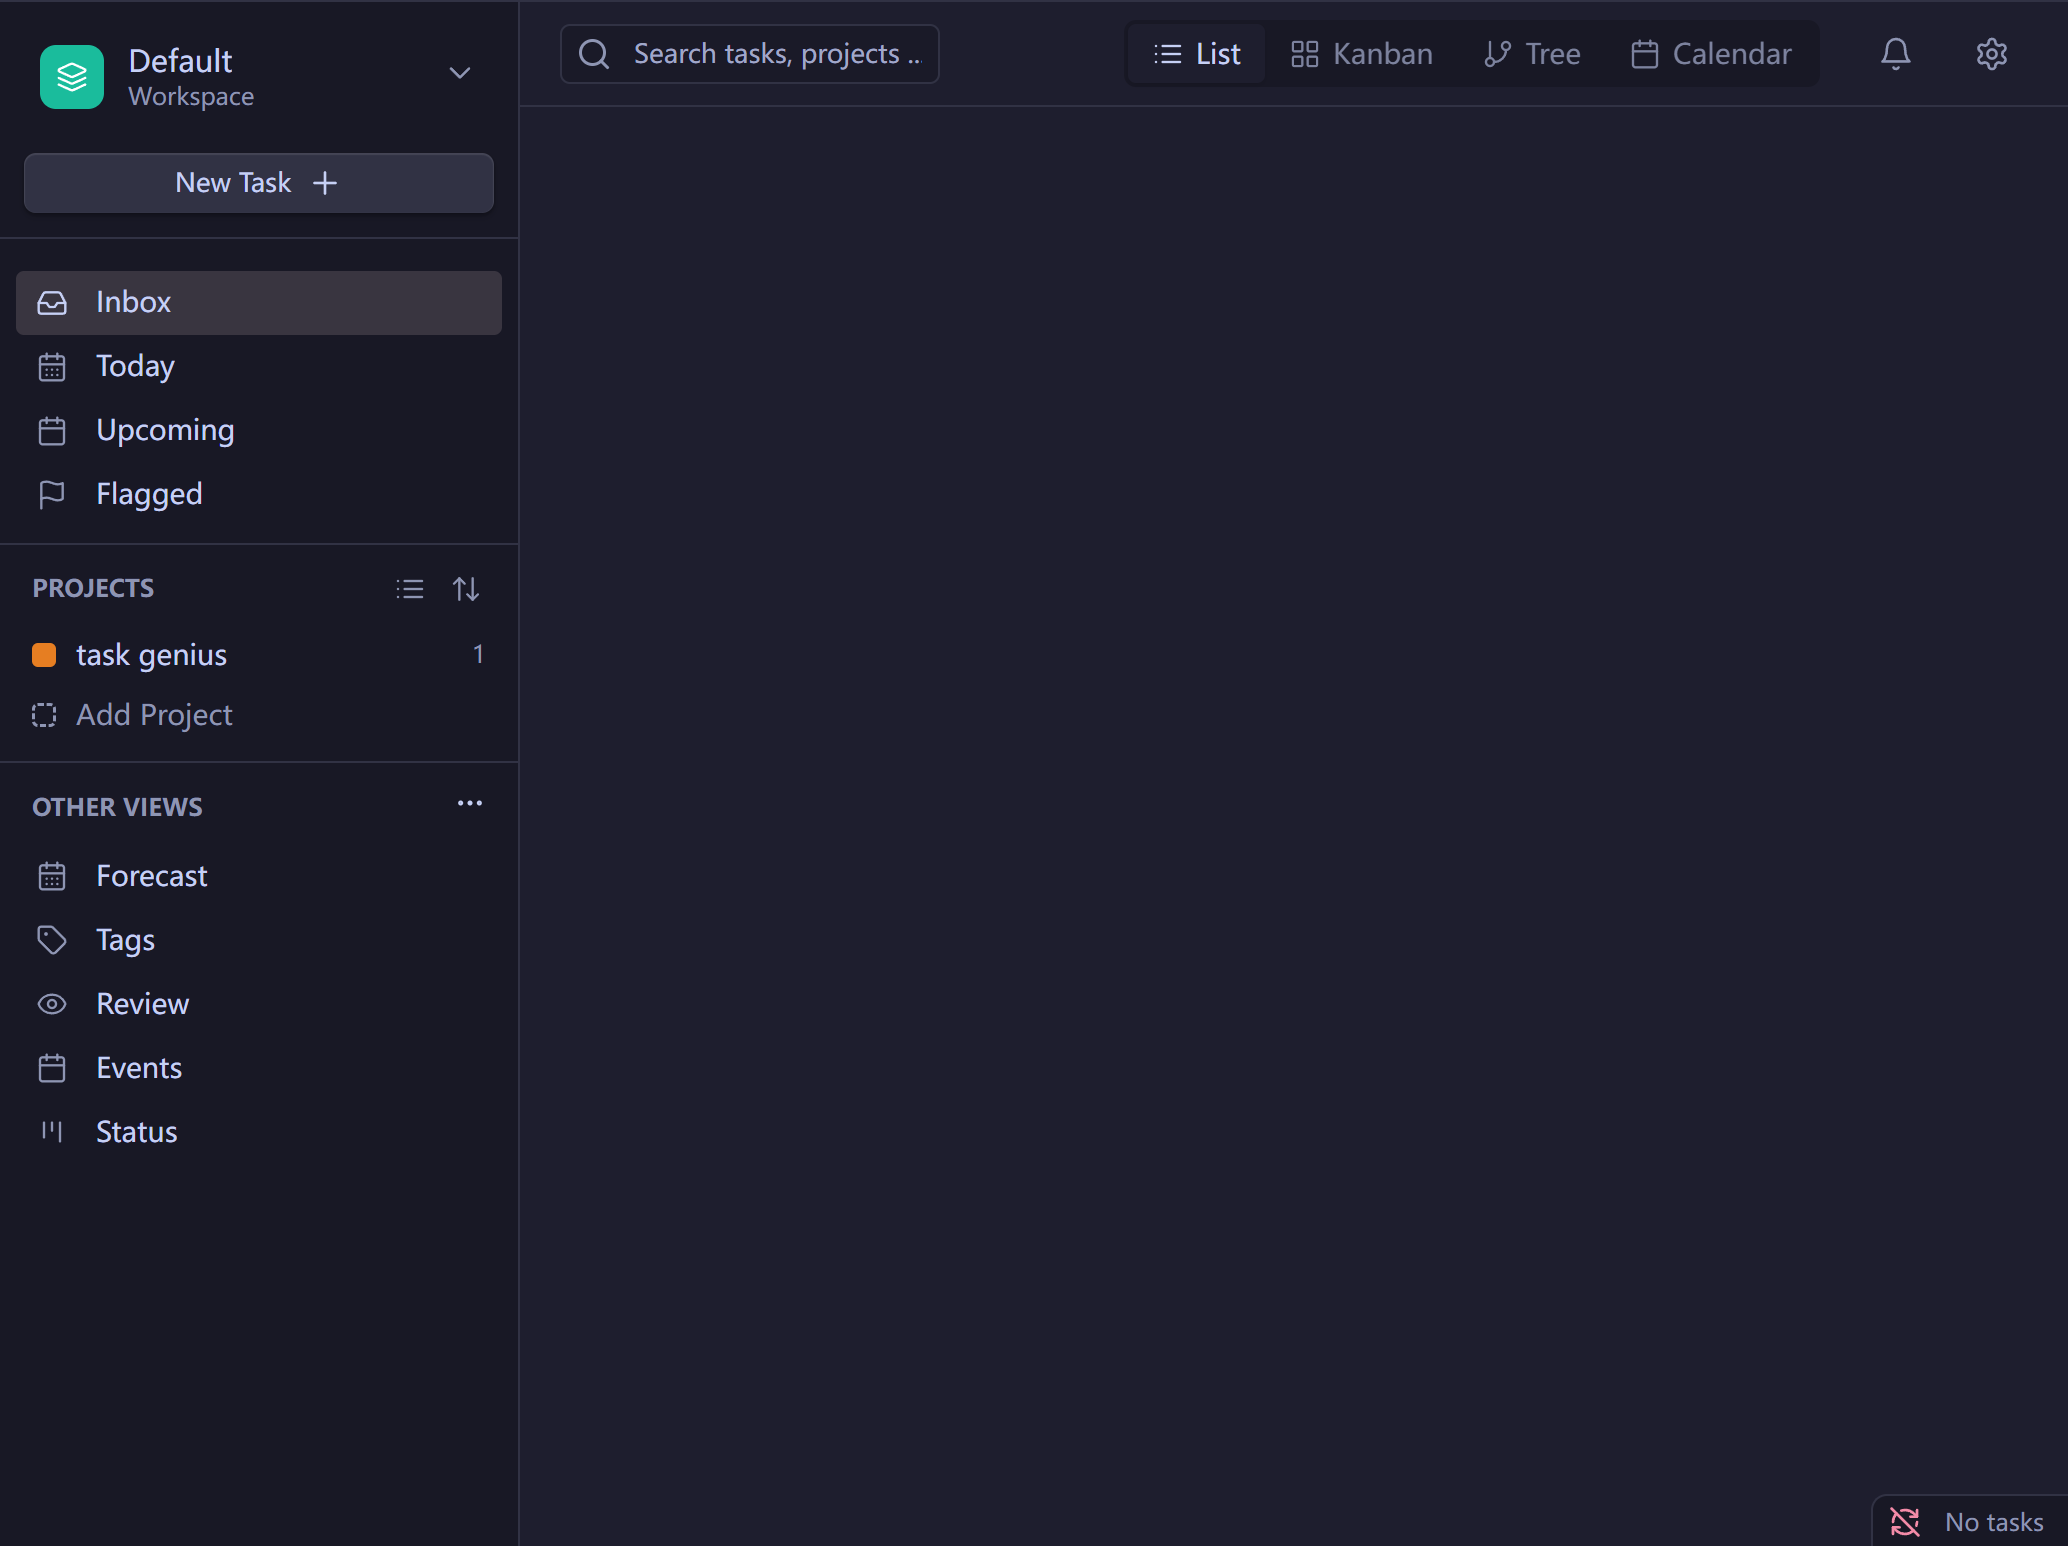 Default
Workspace
New Task
Inbox
Today
Upcoming
Flagged
PROJECTS
task genius 1
Add Project
OTHER VIEWS
Forecast
Tags
Review
Events
Status
Search tasks, projects ...
List Kanban Tree Calendar
No tasks